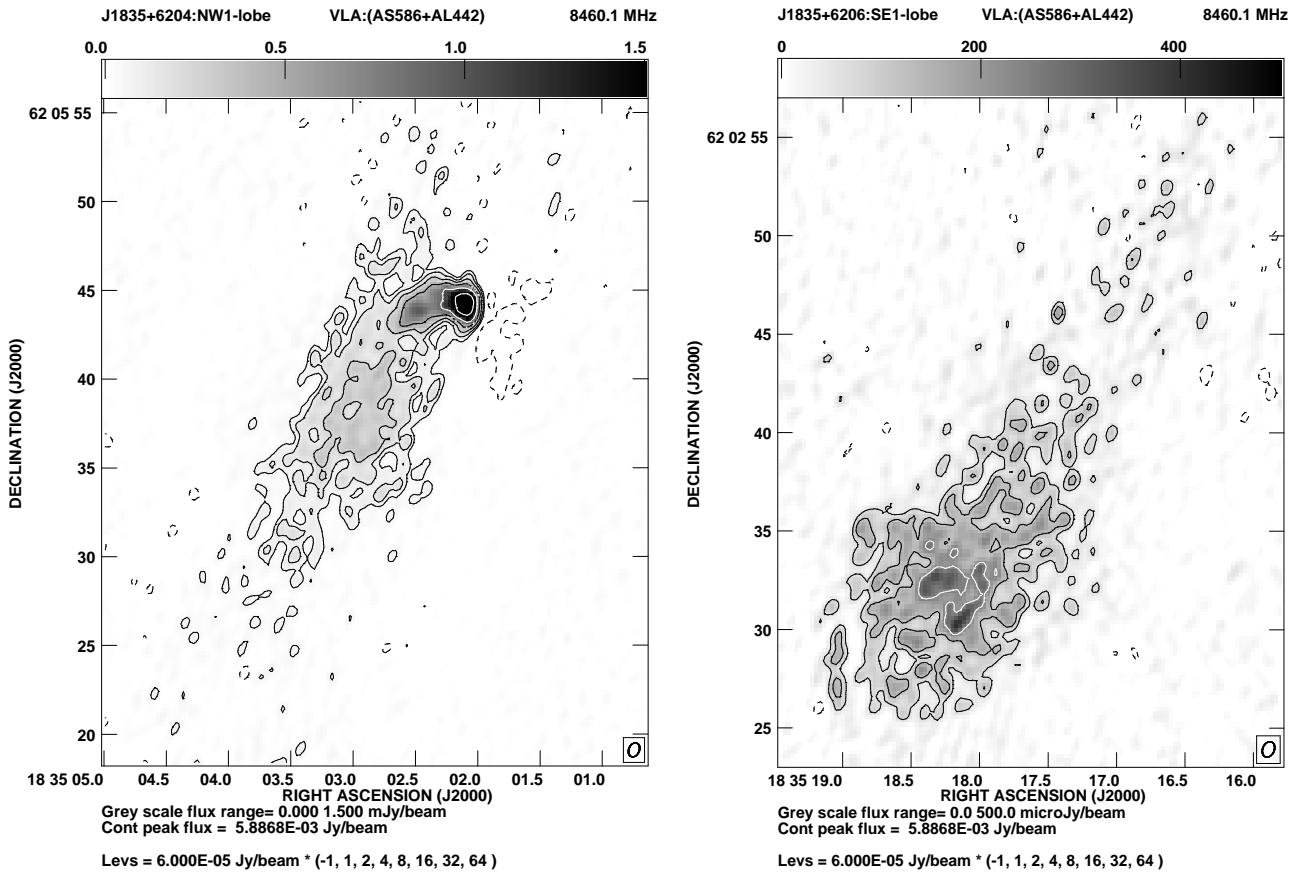 J1835+6204:NW1-lobe VLA:(AS586+AL442) 8460.1 MHz
0.0 0.5 1.0 1.5
62 05 55
50
45
40
35
30
25
20
DECLINATION (J2000)
18 35 05.0 04.5 04.0 03.5 03.0 02.5 02.0 01.5 01.0
RIGHT ASCENSION (J2000)
Grey scale flux range= 0.000 1.500 mJy/beam
Cont peak flux = 5.8868E-03 Jy/beam
Levs = 6.000E-05 Jy/beam * (-1, 1, 2, 4, 8, 16, 32, 64 )
J1835+6206:SE1-lobe VLA:(AS586+AL442) 8460.1 MHz
0 200 400
62 02 55
50
45
40
35
30
25
DECLINATION (J2000)
18 35 19.0 18.5 18.0 17.5 17.0 16.5 16.0
RIGHT ASCENSION (J2000)
Grey scale flux range= 0.0 500.0 microJy/beam
Cont peak flux = 5.8868E-03 Jy/beam
Levs = 6.000E-05 Jy/beam * (-1, 1, 2, 4, 8, 16, 32, 64 )